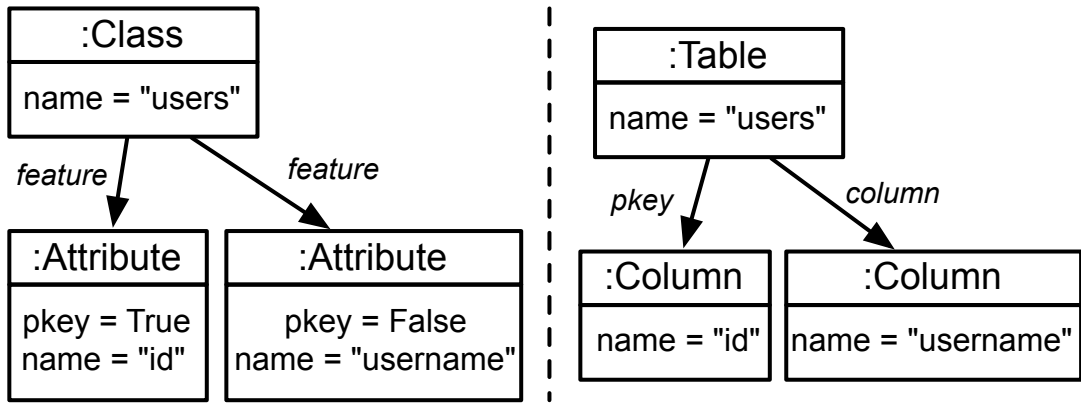 :Class
name = "users"
feature
feature
:Attribute
pkey = True
name = "id"
:Attribute
pkey = False
name = "username"
:Table
name = "users"
pkey
column
:Column
name = "id"
:Column
name = "username"